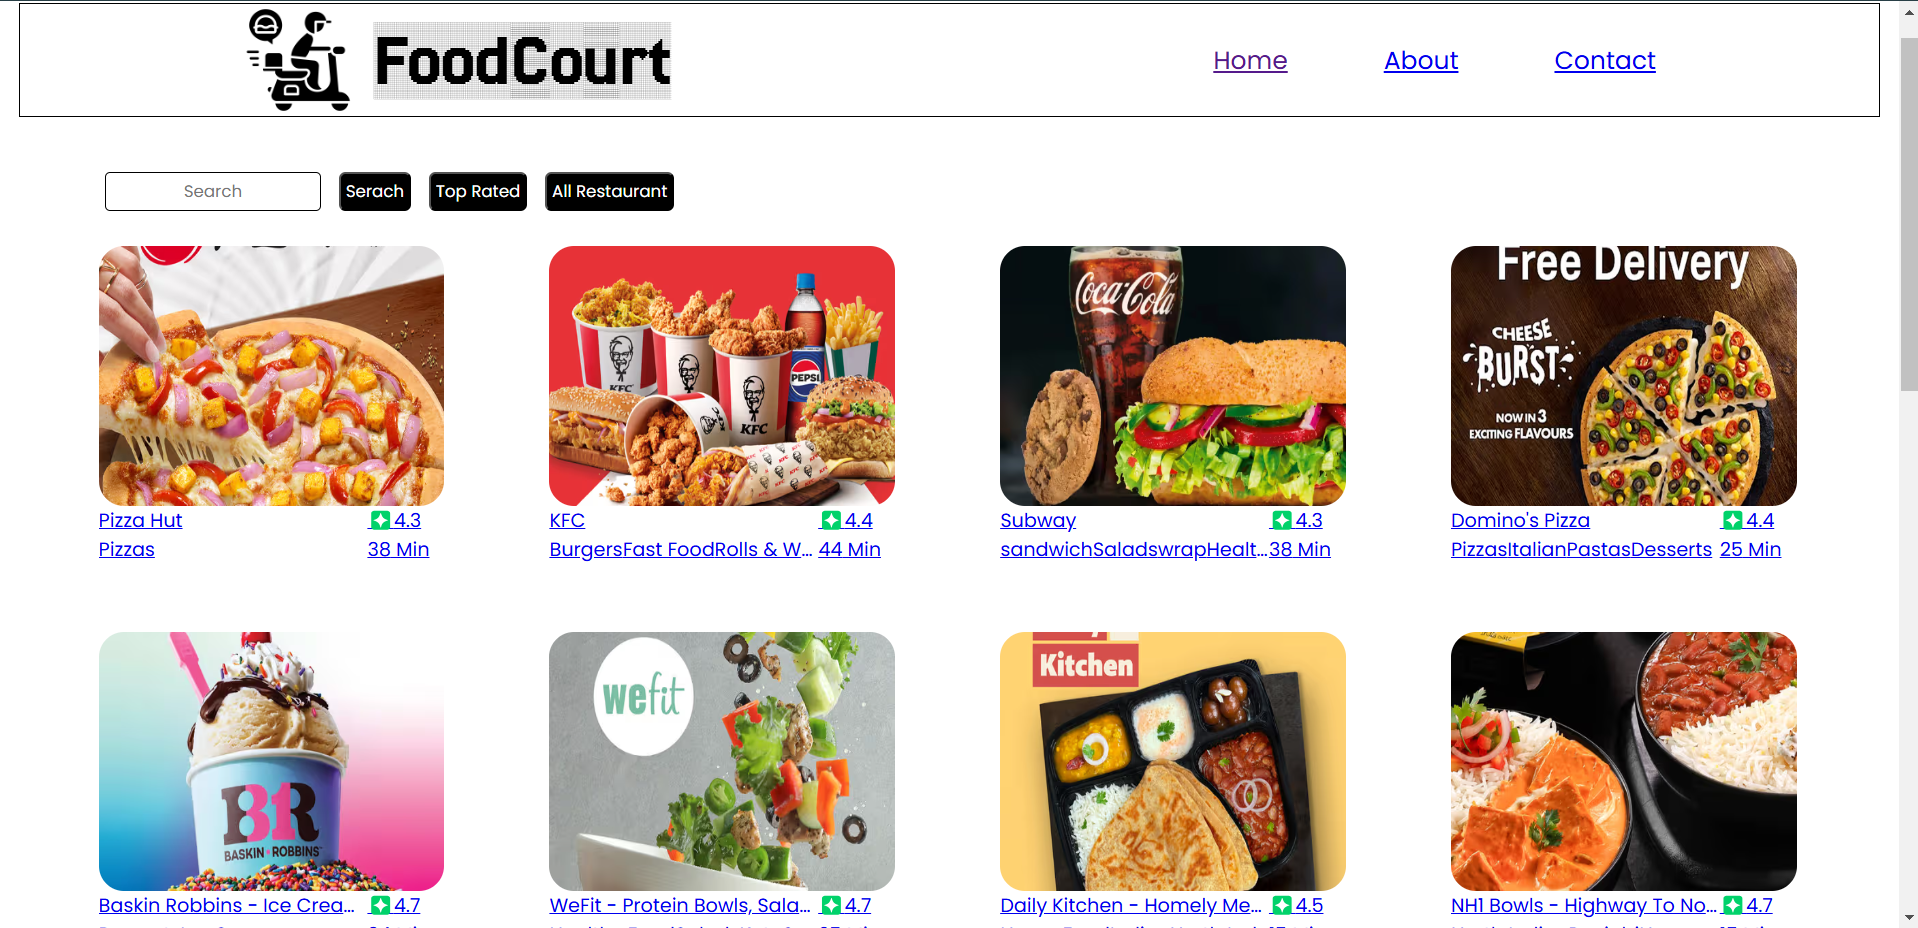 FoodCourt
Home
About
Contact
Search
Serach
Top Rated
All Restaurant
Coca-Cola
Free Delivery
CHEESE
BURST
NOW IN 3
EXCITING FLAVOURS
KFC
KFC
PEPSI
Pizza Hut
4.3
Pizzas
38 Min
KFC
4.4
BurgersFast FoodRolls & W...
44 Min
Subway
4.3
sandwichSaladswrapHealt...
38 Min
Domino's Pizza
4.4
PizzasItalianPastasDesserts
25 Min
BR
BASKIN ROBBINS
wefit
Kitchen
Baskin Robbins - Ice Crea...
4.7
WeFit - Protein Bowls, Sala...
4.7
Daily Kitchen - Homely Me...
4.5
NH1 Bowls - Highway To No...
4.7